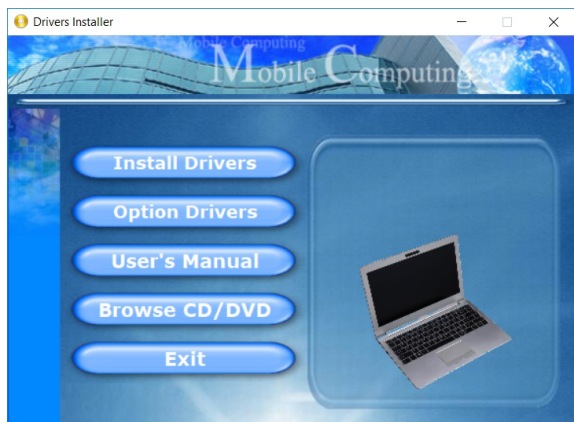 Drivers Installer
Mobile Computing
Mobile Computing
Install Drivers
Option Drivers
User's Manual
Browse CD/DVD
Exit